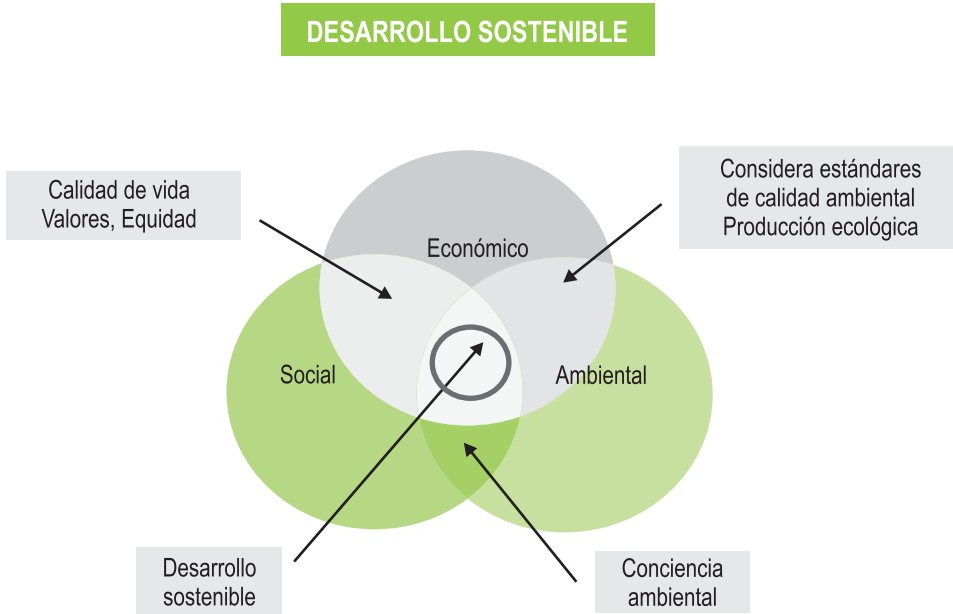 DESARROLLO SOSTENIBLE
Calidad de vida
Valores, Equidad
Considera estándares
de calidad ambiental
Producción ecológica
Económico
Social
Ambiental
Desarrollo
sostenible
Conciencia
ambiental